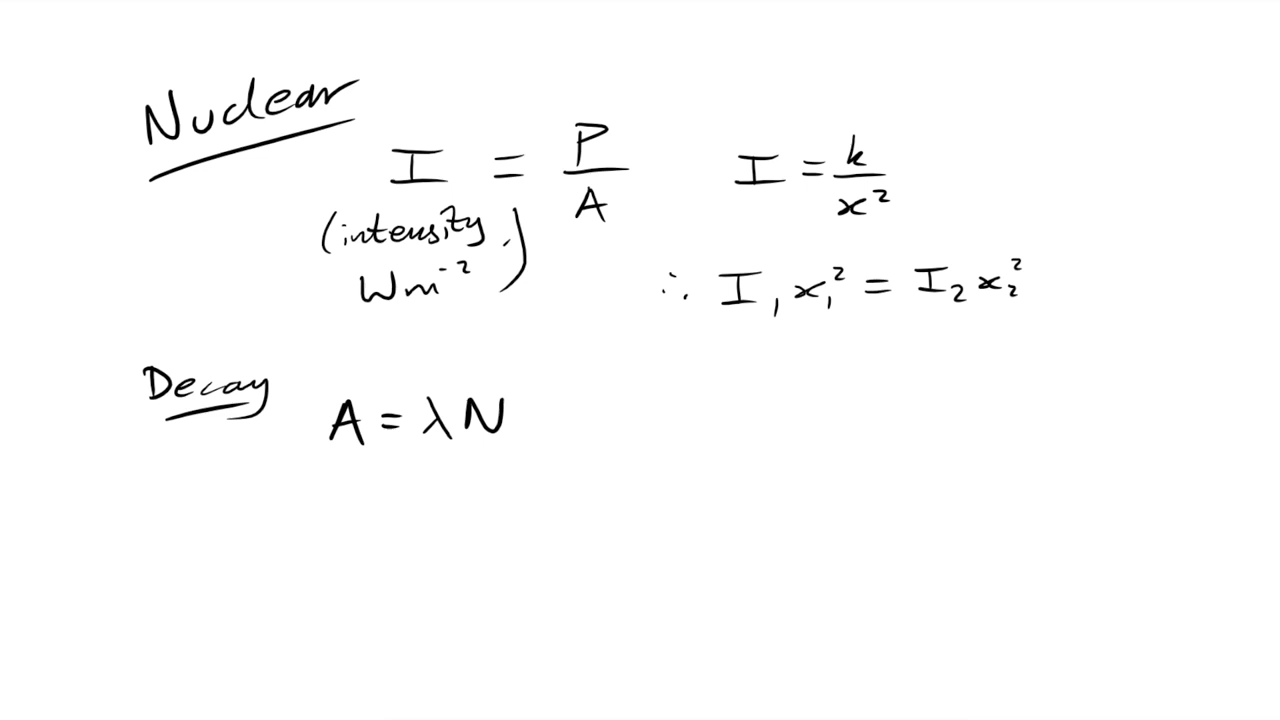 Nuclear
I = P/A
I = k/x²
(intensity
Wm⁻²)
∴ I₁x₁² = I₂x₂²
Decay
A = λN